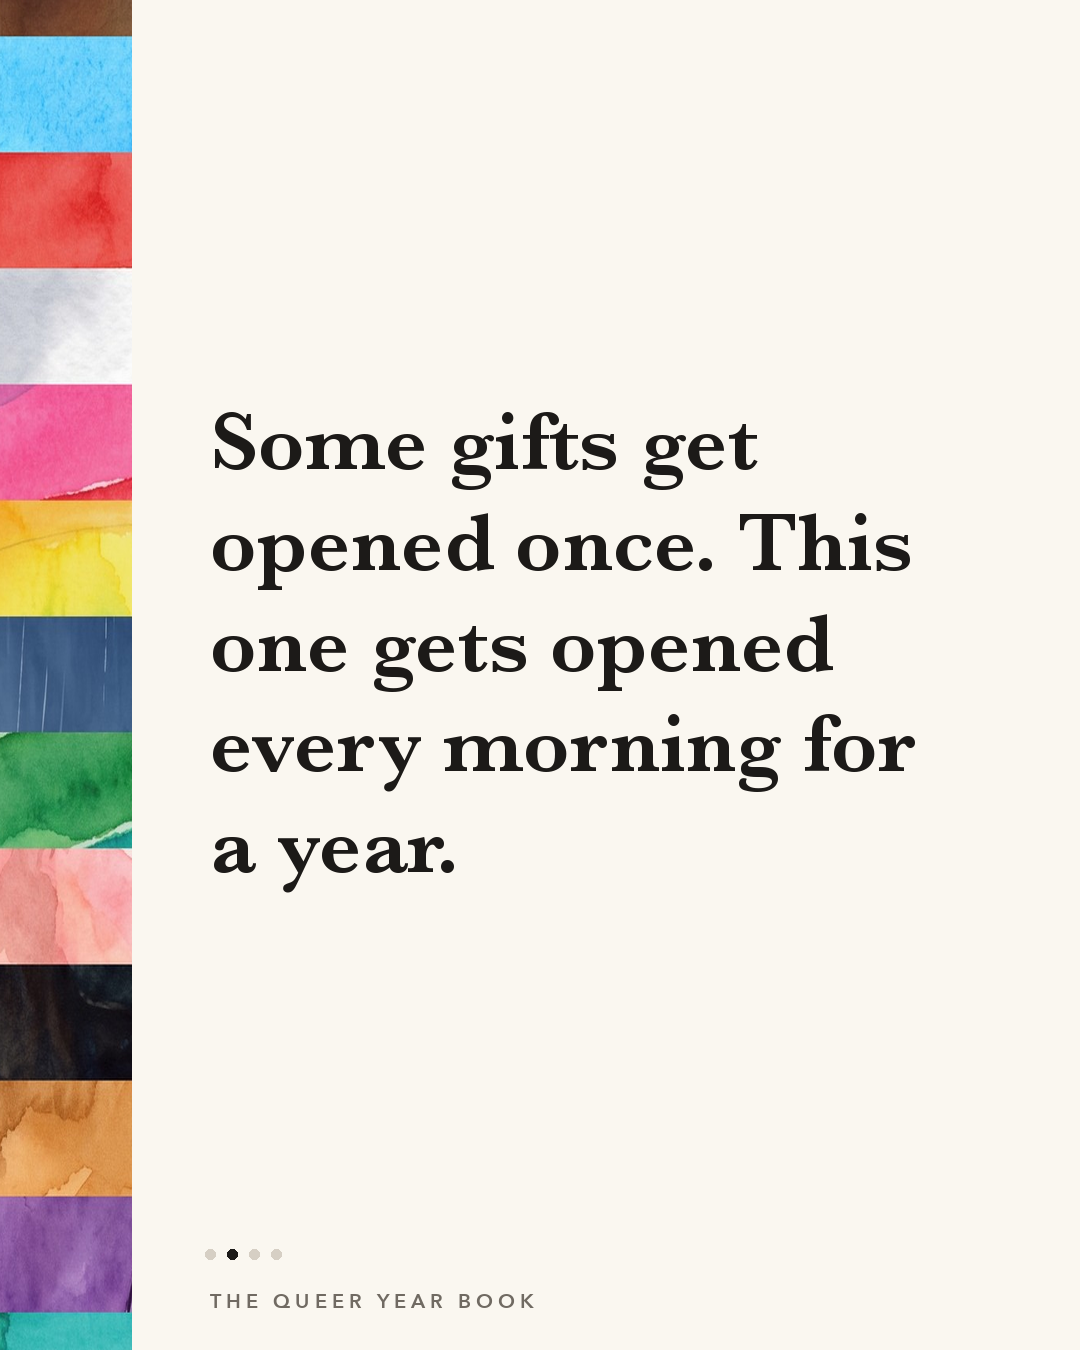 Some gifts get
opened once. This
one gets opened
every morning for
a year.
THE QUEER YEAR BOOK